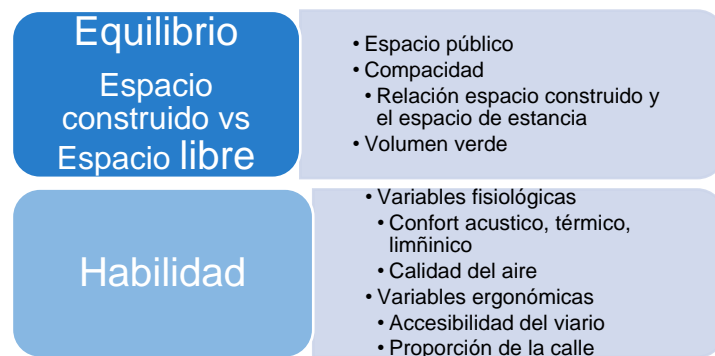 Equilibrio
Espacio
construido vs
Espacio libre
• Espacio público
• Compacidad
• Relación espacio construido y
el espacio de estancia
• Volumen verde
Habilidad
• Variables fisiológicas
• Confort acustico, térmico,
limñinico
• Calidad del aire
• Variables ergonómicas
• Accesibilidad del viario
• Proporción de la calle